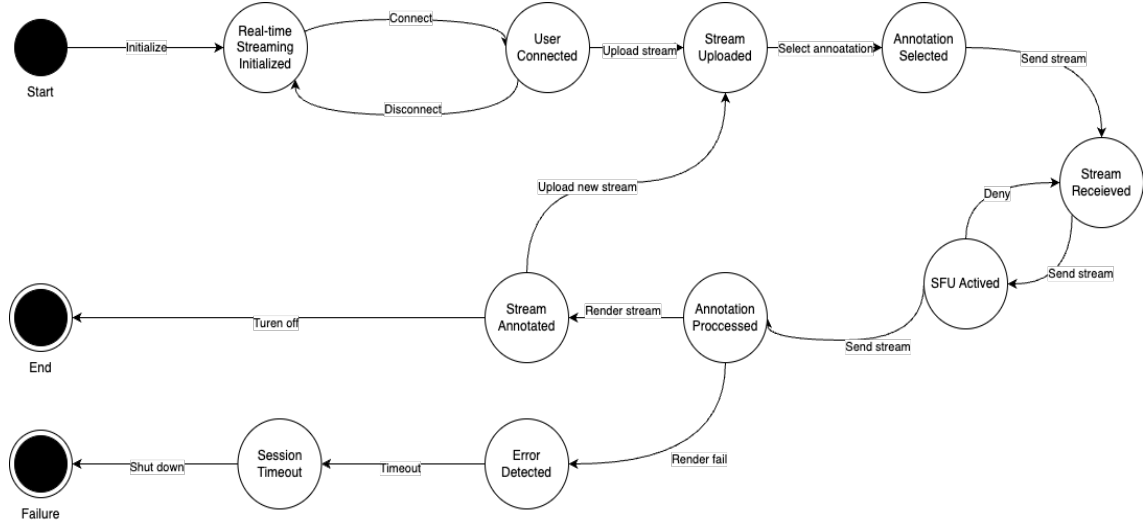 Real-time
Streaming
Initialized
Connect
User
Connected
Initialize
Upload stream
Stream
Uploaded
Select annoatation
Annotation
Selected
Send stream
Start
Disconnect
Stream
Receieved
Deny
Upload new stream
Send stream
SFU Actived
Stream
Annotated
Render stream
Annotation
Proccessed
Turen off
Send stream
End
Session
Timeout
Error
Detected
Render fail
Shut down
Timeout
Failure